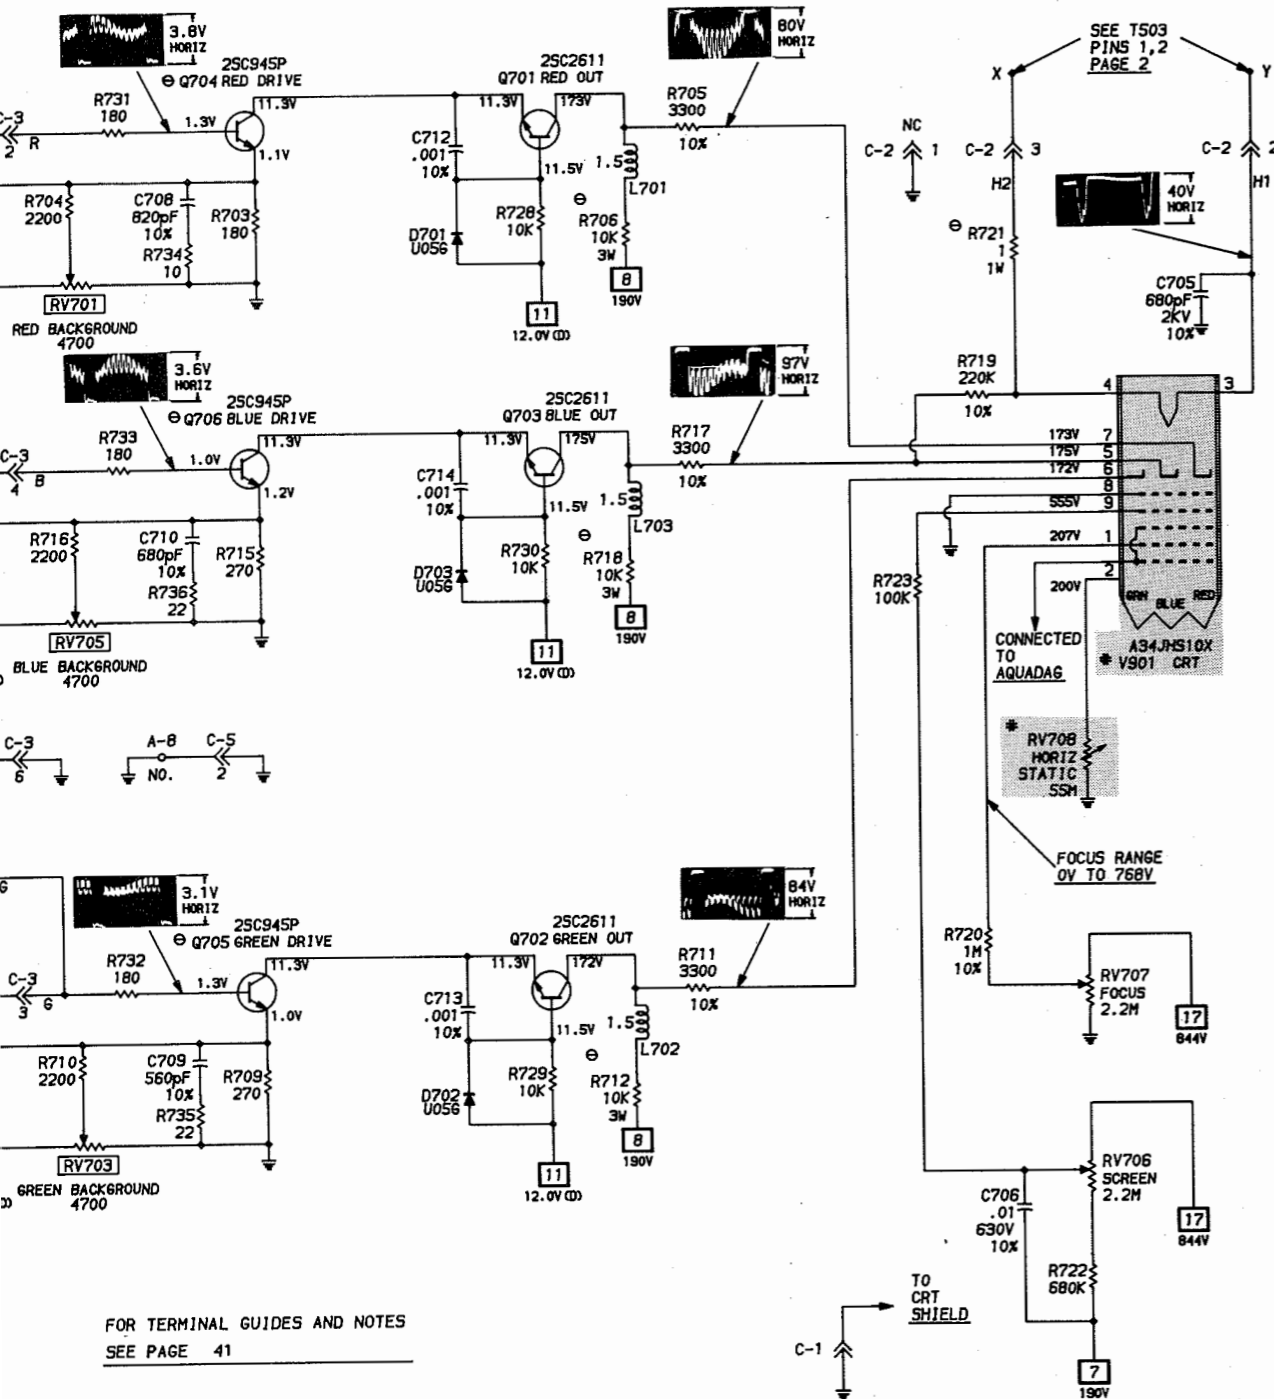 3.8V
HORIZ
2SC945P
⊖ Q704 RED DRIVE
11.3V
R731
180
C-3
2
R
1.3V
1.1V
R704
2200
C708
820pF
10%
R703
180
R734
10
RV701
RED BACKGROUND
4700
2SC2611
Q701 RED OUT
11.3V
173V
C712
.001
10%
11.5V
1.5
L701
⊖
R728
10K
R706
10K
3W
D701
U05G
8
190V
11
12.0V(D)
80V
HORIZ
R705
3300
10%
SEE T503
PINS 1,2
PAGE 2
X
Y
NC
C-2
1
C-2
3
C-2
2
H2
H1
40V
HORIZ
⊖ R721
1
1W
C705
680pF
2KV
10%
R719
220K
10%
3.6V
HORIZ
2SC945P
⊖ Q706 BLUE DRIVE
11.3V
R733
180
C-3
4
B
1.0V
1.2V
R716
2200
C710
680pF
10%
R715
270
R736
22
RV705
BLUE BACKGROUND
4700
2SC2611
Q703 BLUE OUT
11.3V
175V
C714
.001
10%
11.5V
1.5
L703
⊖
R730
10K
R718
10K
3W
D703
U05G
8
190V
11
12.0V(D)
97V
HORIZ
R717
3300
10%
4
3
173V
7
175V
5
172V
6
8
555V
9
207V
1
200V
2
GRN
BLUE
RED
A34JHS10X
* V901 CRT
R723
100K
CONNECTED
TO
AQUADAG
*
RV708
HORIZ
STATIC
55M
C-3
6
A-8
NO.
C-5
2
FOCUS RANGE
0V TO 768V
G
3.1V
HORIZ
2SC945P
⊖ Q705 GREEN DRIVE
11.3V
R732
180
C-3
3
G
1.3V
1.0V
R710
2200
C709
560pF
10%
R709
270
R735
22
RV703
GREEN BACKGROUND
4700
2SC2611
Q702 GREEN OUT
11.3V
172V
C713
.001
10%
11.5V
1.5
L702
⊖
R729
10K
R712
10K
3W
D702
U05G
8
190V
11
12.0V(D)
84V
HORIZ
R711
3300
10%
R720
1M
10%
RV707
FOCUS
2.2M
17
844V
RV706
SCREEN
2.2M
17
844V
C706
.01
630V
10%
R722
680K
7
190V
TO
CRT
SHIELD
C-1
FOR TERMINAL GUIDES AND NOTES
SEE PAGE 41